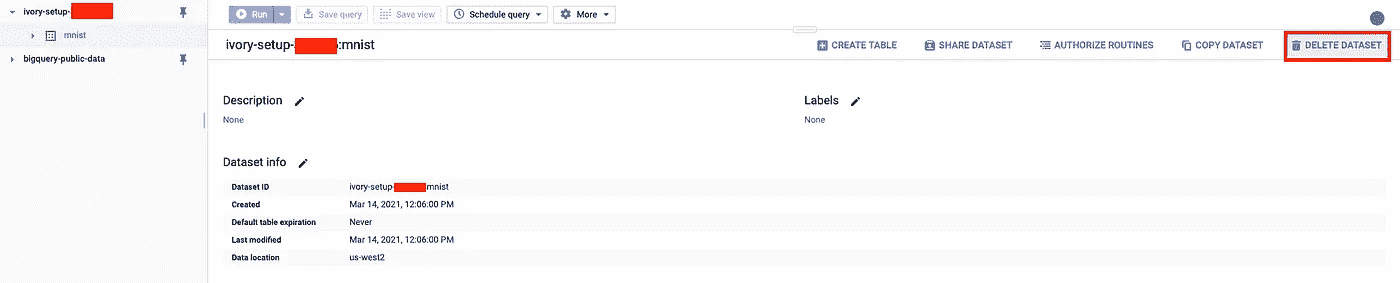 ivory-setup-
mnist
bigquery-public-data
Run Save query Save view Schedule query More
ivory-setup- :mnist CREATE TABLE SHARE DATASET AUTHORIZE ROUTINES COPY DATASET DELETE DATASET
Description Labels
None None
Dataset info
Dataset ID ivory-setup- mnist
Created Mar 14, 2021, 12:06:00 PM
Default table expiration Never
Last modified Mar 14, 2021, 12:06:00 PM
Data location us-west2